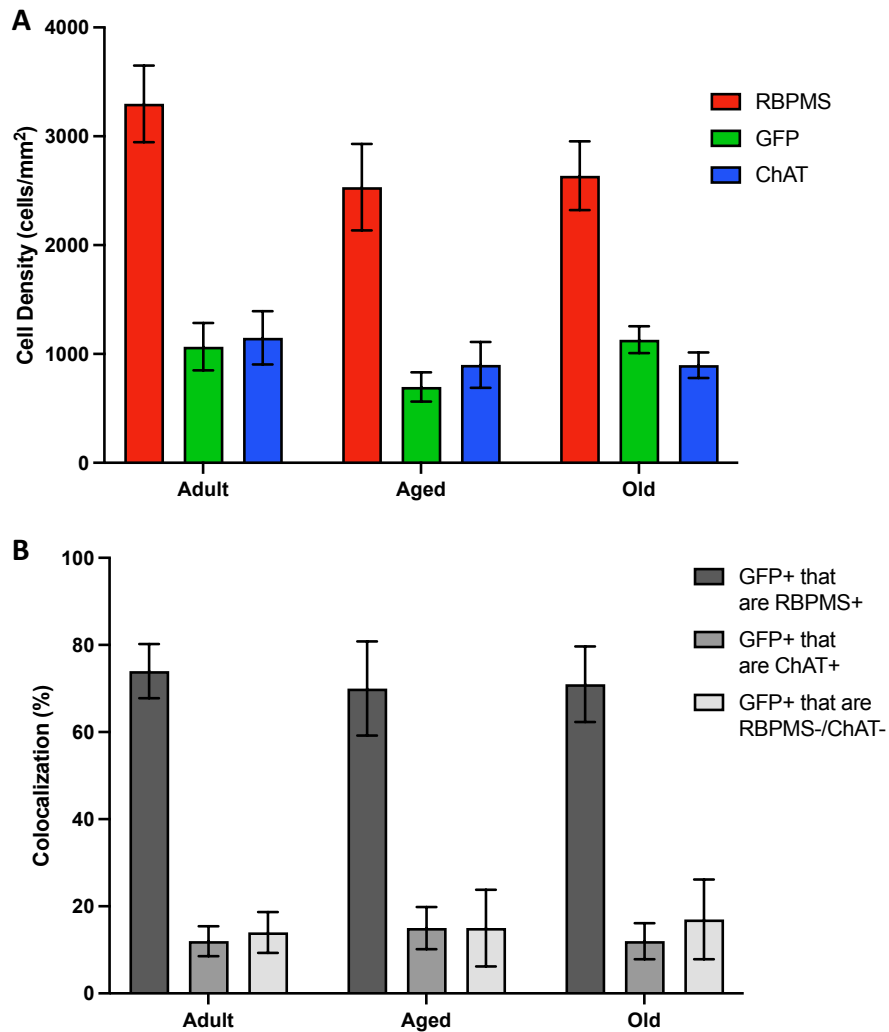 A
Cell Density (cells/mm²)
4000
3000
2000
1000
0
Adult
Aged
Old
RBPMS
GFP
ChAT
B
Colocalization (%)
100
80
60
40
20
0
Adult
Aged
Old
GFP+ that
are RBPMS+
GFP+ that
are ChAT+
GFP+ that are
RBPMS-/ChAT-